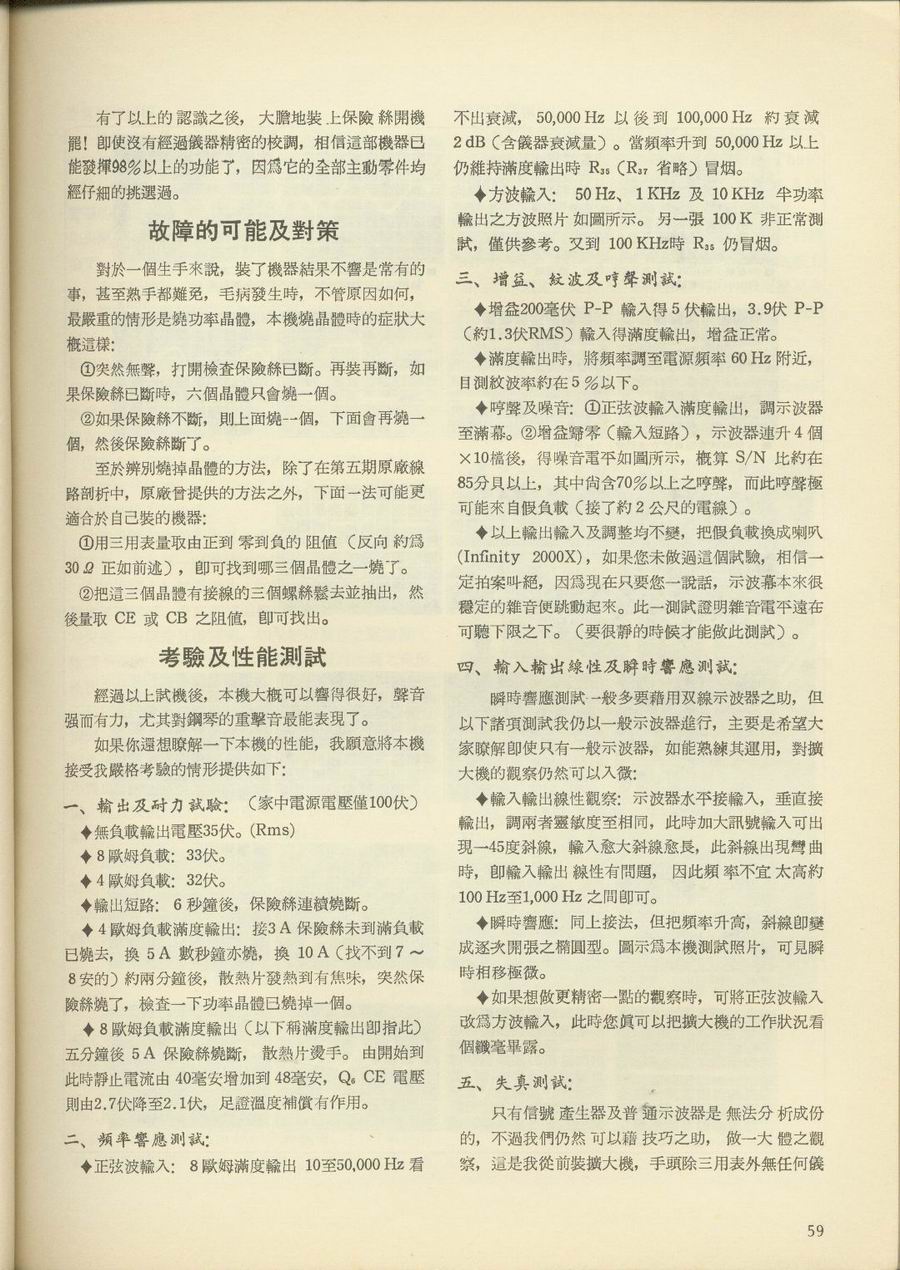 有了以上的認識之後，大膽地裝上保險絲開機
罷！卽使沒有經過儀器精密的校調，相信這部機器已
能發揮98％以上的功能了，因爲它的全部主動零件均
經仔細的挑選過。
故障的可能及對策
對於一個生手來說，裝了機器結果不響是常有的
事，甚至熟手都難免，毛病發生時，不管原因如何，
最嚴重的情形是燒功率晶體，本機燒晶體時的症狀大
概這樣：
①突然無聲，打開檢查保險絲已斷。再裝再斷，如
果保險絲已斷時，六個晶體只會燒一個。
②如果保險絲不斷，則上面燒一個，下面會再燒一
個，然後保險絲斷了。
至於辨別燒掉晶體的方法，除了在第五期原廠線
路剖析中，原廠曾提供的方法之外，下面一法可能更
適合於自己裝的機器：
①用三用表量取由正到零到負的阻値（反向約爲
30Ω 正如前述），卽可找到哪三個晶體之一燒了。
②把這三個晶體有接線的三個螺絲鬆去並抽出，然
後量取 CE 或 CB 之阻値，卽可找出。
考驗及性能測試
經過以上試機後，本機大概可以響得很好，聲音
强而有力，尤其對鋼琴的重擊音最能表現了。
如果你還想瞭解一下本機的性能，我願意將本機
接受我嚴格考驗的情形提供如下：
一、輸出及耐力試驗：（家中電源電壓僅100伏）
◆無負載輸出電壓35伏。(Rms)
◆8歐姆負載：33伏。
◆4歐姆負載：32伏。
◆輸出短路：6秒鐘後，保險絲連續燒斷。
◆4歐姆負載滿度輸出：接3A 保險絲未到滿負載
已燒去，換 5A 數秒鐘亦燒，換 10A（找不到7～
8安的）約兩分鐘後，散熱片發熱到有焦味，突然保
險絲燒了，檢查一下功率晶體已燒掉一個。
◆8歐姆負載滿度輸出（以下稱滿度輸出卽指此）
五分鐘後 5A 保險絲燒斷，散熱片燙手。由開始到
此時靜止電流由 40毫安增加到 48毫安，Q₆ CE 電壓
則由2.7伏降至2.1伏，足證溫度補償有作用。
二、頻率響應測試：
◆正弦波輸入：8歐姆滿度輸出 10至50,000 Hz 看
不出衰減，50,000 Hz 以後到 100,000 Hz 約衰減
2 dB（含儀器衰減量）。當頻率升到 50,000 Hz 以上
仍維持滿度輸出時 R₃₅（R₃₇ 省略）冒烟。
◆方波輸入：50 Hz、1 KHz 及 10 KHz 半功率
輸出之方波照片如圖所示。另一張 100 K 非正常測
試，僅供參考。又到 100 KHz時 R₃₅ 仍冒烟。
三、增益、紋波及哼聲測試：
◆增益200毫伏 P-P 輸入得5伏輸出，3.9伏 P-P
（約1.3伏RMS）輸入得滿度輸出，增益正常。
◆滿度輸出時，將頻率調至電源頻率 60 Hz 附近，
目測紋波率約在5％以下。
◆哼聲及噪音：①正弦波輸入滿度輸出，調示波器
至滿幕。②增益歸零（輸入短路），示波器連升4個
×10檔後，得噪音電平如圖所示，概算 S/N 比約在
85分貝以上，其中尙含70％以上之哼聲，而此哼聲極
可能來自假負載（接了約2公尺的電線）。
◆以上輸出輸入及調整均不變，把假負載換成喇叭
(Infinity 2000X)，如果您未做過這個試驗，相信一
定拍案叫絕，因爲現在只要您一說話，示波幕本來很
穩定的雜音便跳動起來。此一測試證明雜音電平遠在
可聽下限之下。（要很靜的時候才能做此測試）。
四、輸入輸出線性及瞬時響應測試：
瞬時響應測試一般多要藉用双線示波器之助，但
以下諸項測試我仍以一般示波器進行，主要是希望大
家瞭解卽使只有一般示波器，如能熟練其運用，對擴
大機的觀察仍然可以入微：
◆輸入輸出線性觀察：示波器水平接輸入，垂直接
輸出，調兩者靈敏度至相同，此時加大訊號輸入可出
現一45度斜線，輸入愈大斜線愈長，此斜線出現彎曲
時，卽輸入輸出線性有問題，因此頻率不宜太高約
100 Hz至1,000 Hz 之間卽可。
◆瞬時響應：同上接法，但把頻率升高，斜線卽變
成逐次開張之橢圓型。圖示爲本機測試照片，可見瞬
時相移極微。
◆如果想做更精密一點的觀察時，可將正弦波輸入
改爲方波輸入，此時您眞可以把擴大機的工作狀況看
個纖毫畢露。
五、失真測試：
只有信號產生器及普通示波器是無法分析成份
的，不過我們仍然可以藉技巧之助，做一大體之觀
察，這是我從前裝擴大機，手頭除三用表外無任何儀
59